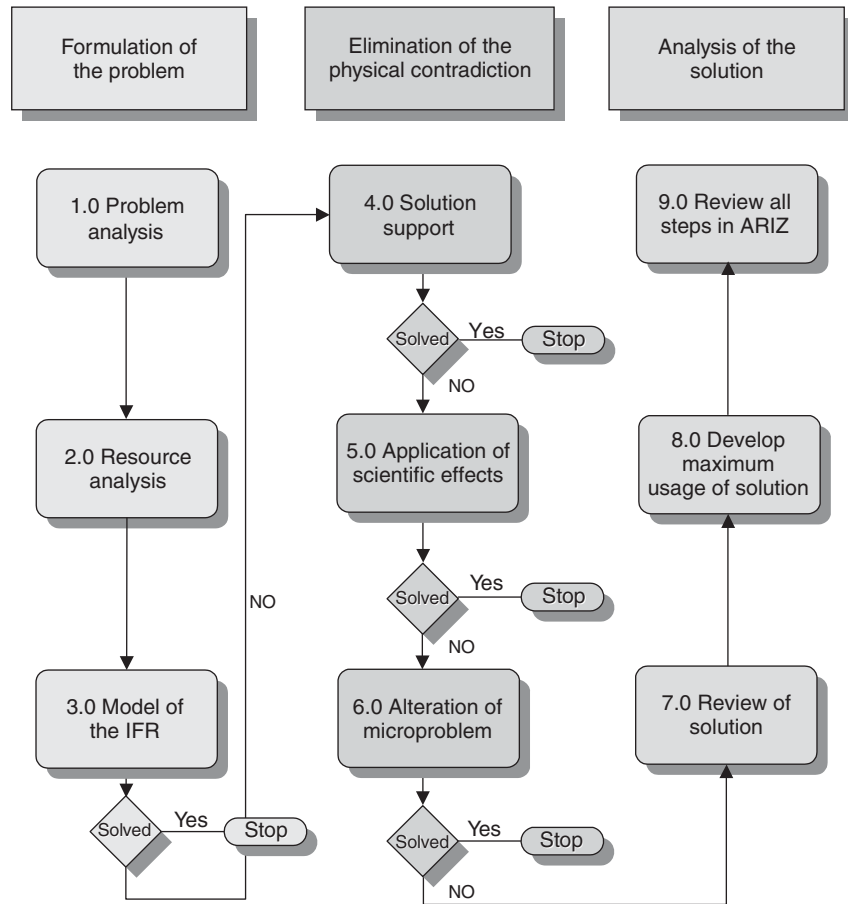 Formulation of
the problem
Elimination of the
physical contradiction
Analysis of the
solution
1.0 Problem
analysis
2.0 Resource
analysis
3.0 Model of
the IFR
Solved
Yes
Stop
NO
4.0 Solution
support
Solved
Yes
Stop
NO
5.0 Application of
scientific effects
Solved
Yes
Stop
NO
6.0 Alteration of
microproblem
Solved
Yes
Stop
NO
7.0 Review of
solution
8.0 Develop
maximum
usage of solution
9.0 Review all
steps in ARIZ